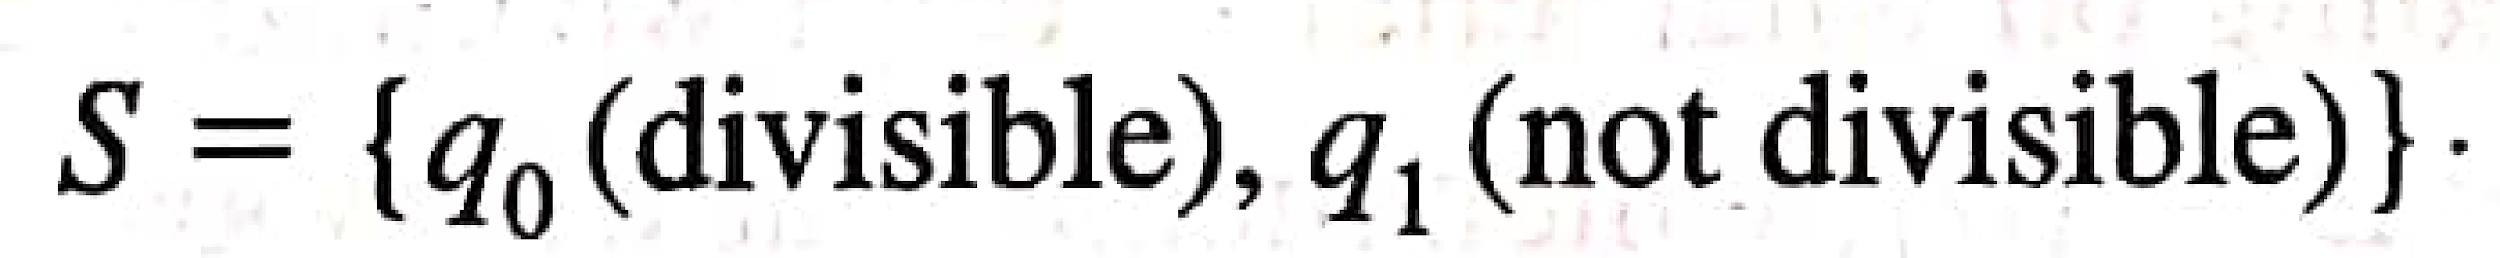 S = {q₀ (divisible), q₁ (not divisible)} ·